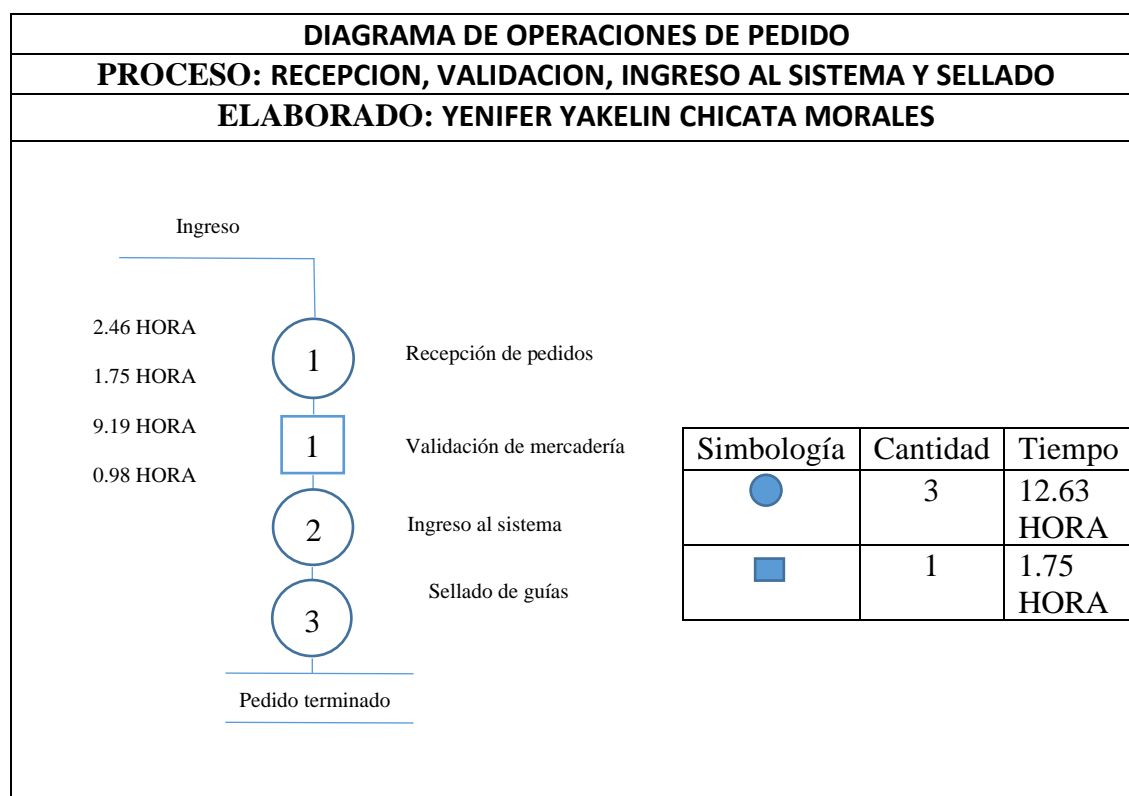 DIAGRAMA DE OPERACIONES DE PEDIDO
PROCESO: RECEPCION, VALIDACION, INGRESO AL SISTEMA Y SELLADO
ELABORADO: YENIFER YAKELIN CHICATA MORALES
Ingreso
2.46 HORA
1 Recepción de pedidos
1.75 HORA
9.19 HORA
1 Validación de mercadería
0.98 HORA
2 Ingreso al sistema
Sellado de guías
3
Pedido terminado
Simbología Cantidad Tiempo
3 12.63
HORA
1 1.75
HORA